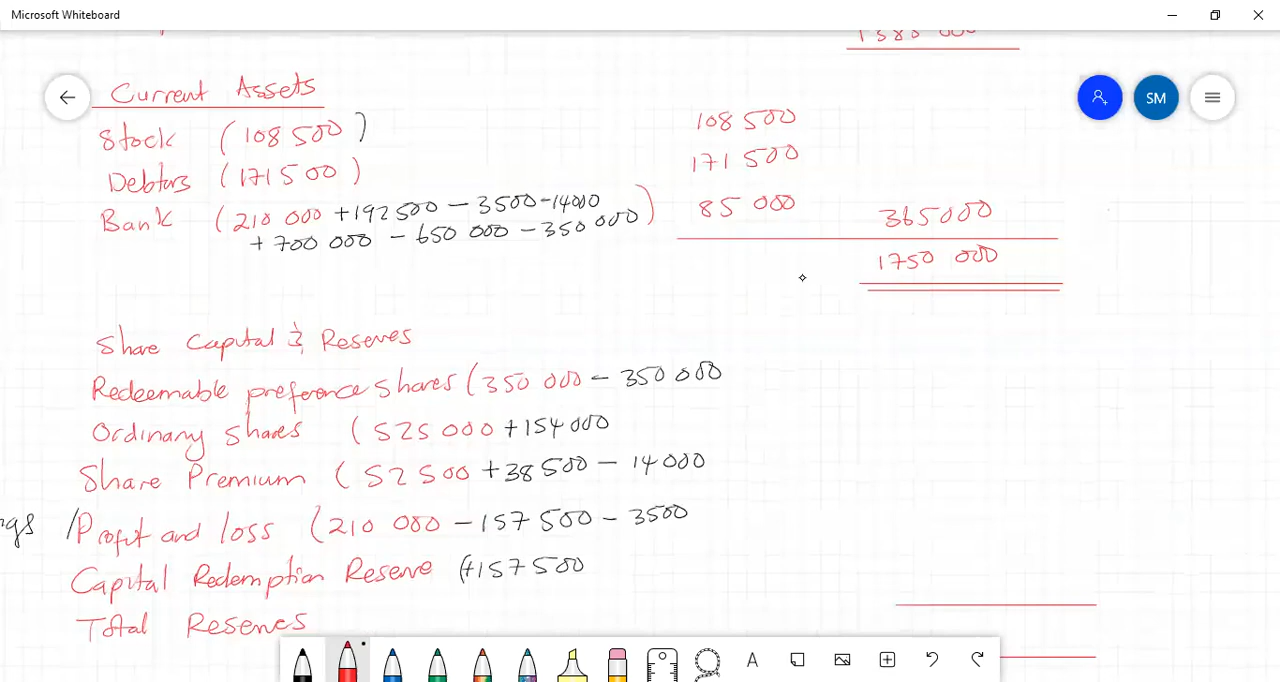 Microsoft Whiteboard
Current Assets
SM
Stock (108 500) 108 500
Debtors (171 500) 171 500
Bank (210 000 +192 500 - 3500 - 14000
+ 700 000 - 650 000 - 350 000) 85 000 365000
1750 000
Share Capital & Reserves
Redeemable preference shares (350 000 - 350 000
Ordinary shares (525 000 +154 000
Share Premium (52 500 +38 500 - 14 000
/Profit and loss (210 000 - 157 500 - 3500
Capital Redemption Reserve (+157 500
Total Reserves
A